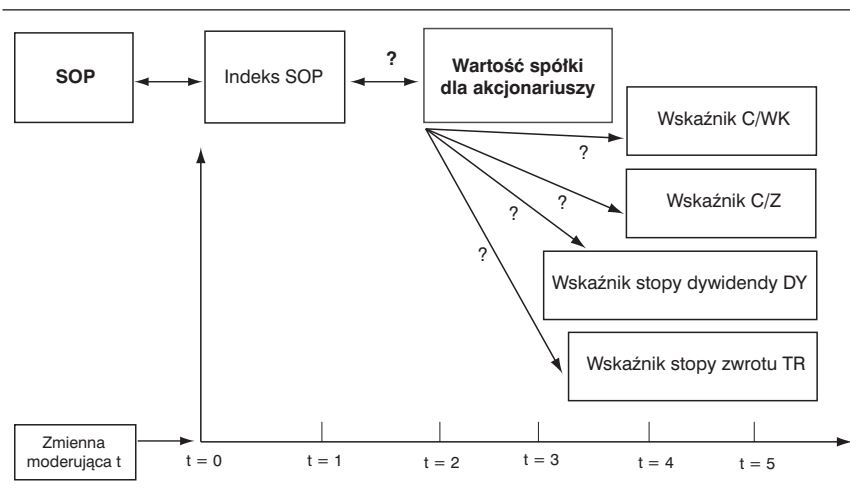 SOP
Indeks SOP
?
Wartość spółki
dla akcjonariuszy
Wskaźnik C/WK
?
Wskaźnik C/Z
?
?
Wskaźnik stopy dywidendy DY
?
Wskaźnik stopy zwrotu TR
Zmienna
moderująca t
t = 0
t = 1
t = 2
t = 3
t = 4
t = 5